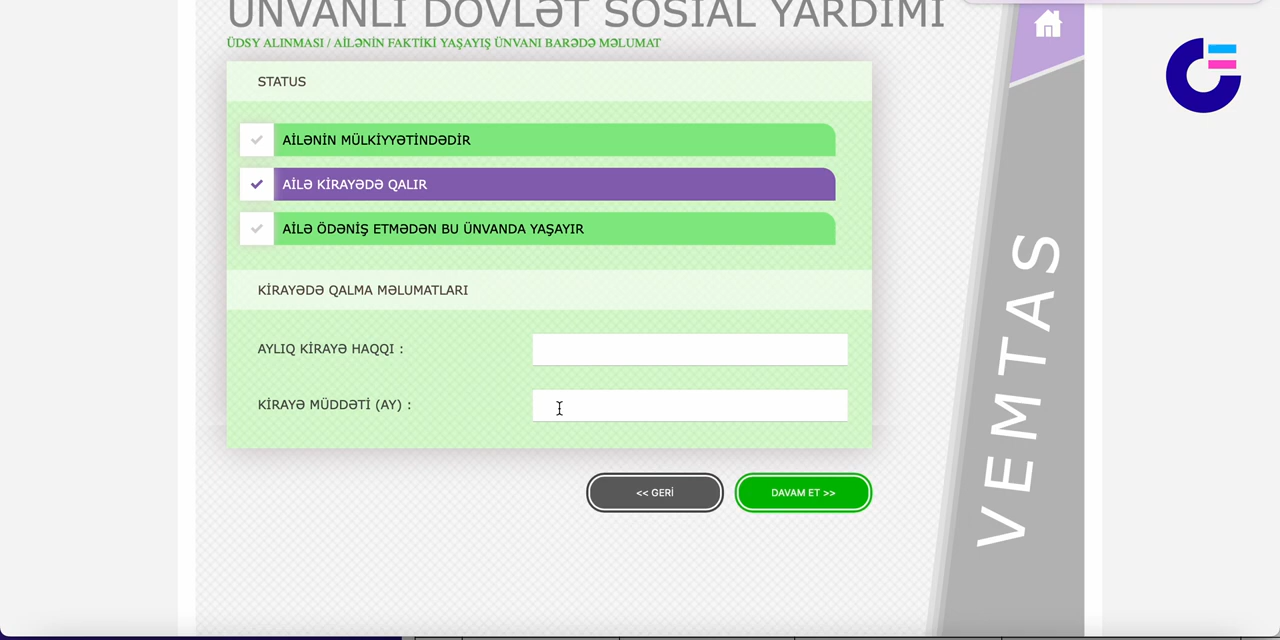 ÜNVANLI DÖVLƏT SOSİAL YARDIMI
ÜDSY ALINMASI / AİLƏNİN FAKTİKİ YAŞAYIŞ ÜNVANI BARƏDƏ MƏLUMAT
STATUS
AİLƏNİN MÜLKİYYƏTİNDƏDİR
AİLƏ KİRAYƏDƏ QALIR
AİLƏ ÖDƏNİŞ ETMƏDƏN BU ÜNVANDA YAŞAYIR
KİRAYƏDƏ QALMA MƏLUMATLARI
AYLIQ KİRAYƏ HAQQI :
KİRAYƏ MÜDDƏTİ (AY) :
<< GERİ
DAVAM ET >>
VEMTAS